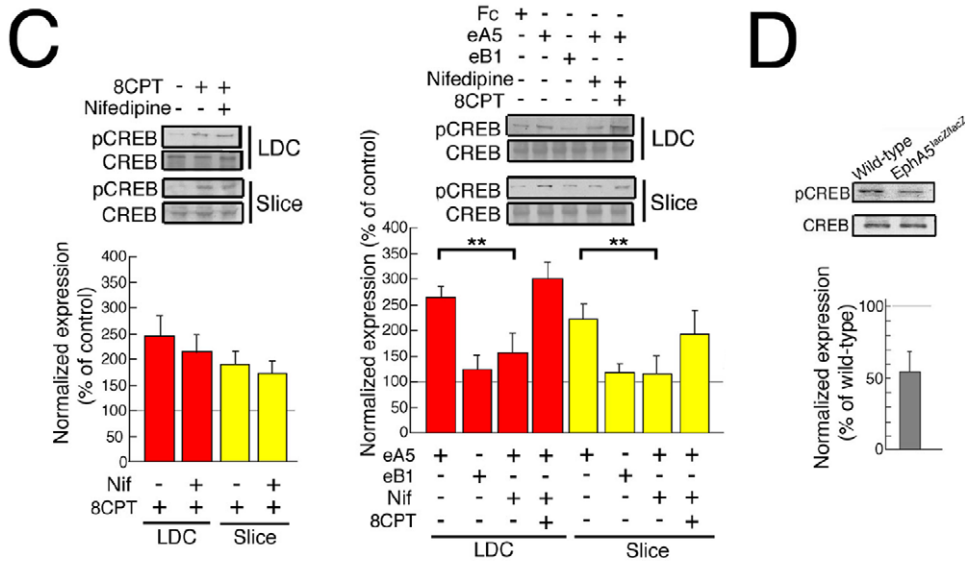 C
8CPT - + +
Nifedipine - - +
pCREB
CREB
LDC
pCREB
CREB
Slice
Normalized expression
(% of control)
400
350
300
250
200
150
100
50
0
Nif - + - +
8CPT + + + +
LDC Slice
Fc + - - - -
eA5 - + - + +
eB1 - - + - -
Nifedipine - - - + +
8CPT - - - - +
pCREB
CREB
LDC
pCREB
CREB
Slice
Normalized expression (% of control)
400
350
300
250
200
150
100
50
0
** **
eA5 + - + + + - + +
eB1 - + - - - + - -
Nif - - + + - - + +
8CPT - - - + - - - +
LDC Slice
D
Wild-type
EphA5lacZ/lacZ
pCREB
CREB
Normalized expression
(% of wild-type)
100
50
0